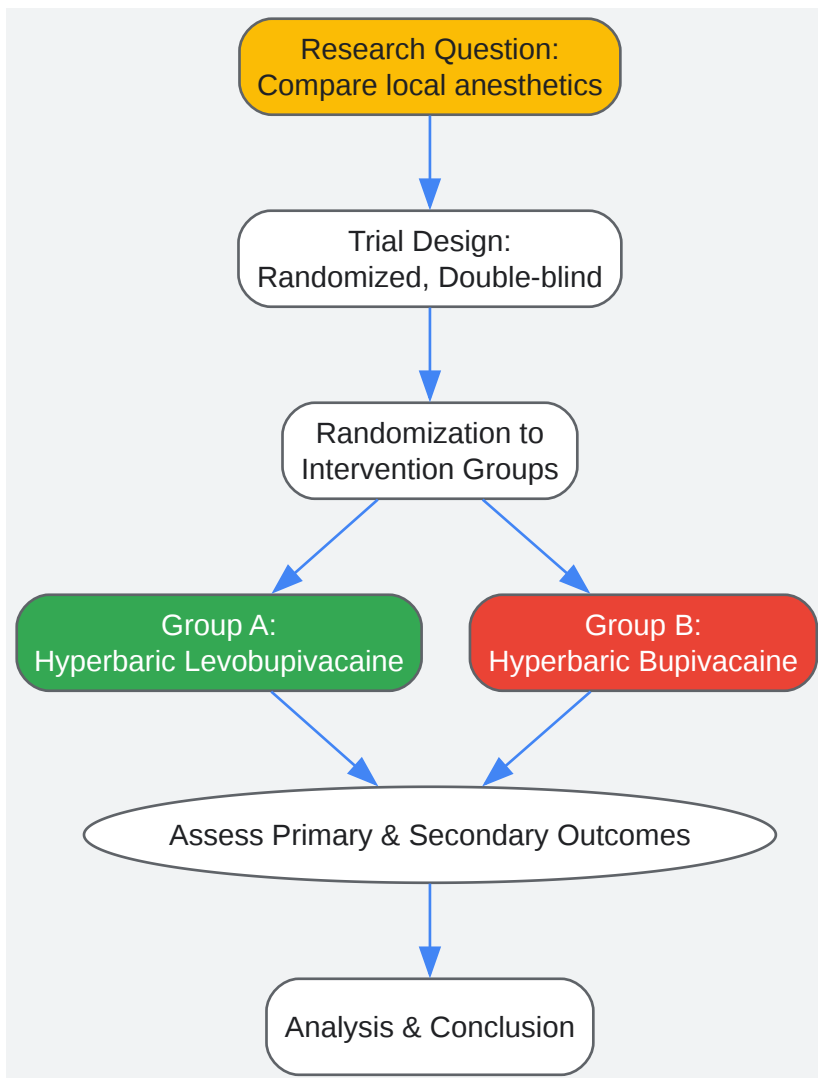 Research Question:
Compare local anesthetics
Trial Design:
Randomized, Double-blind
Randomization to
Intervention Groups
Group A:
Hyperbaric Levobupivacaine
Group B:
Hyperbaric Bupivacaine
Assess Primary & Secondary Outcomes
Analysis & Conclusion